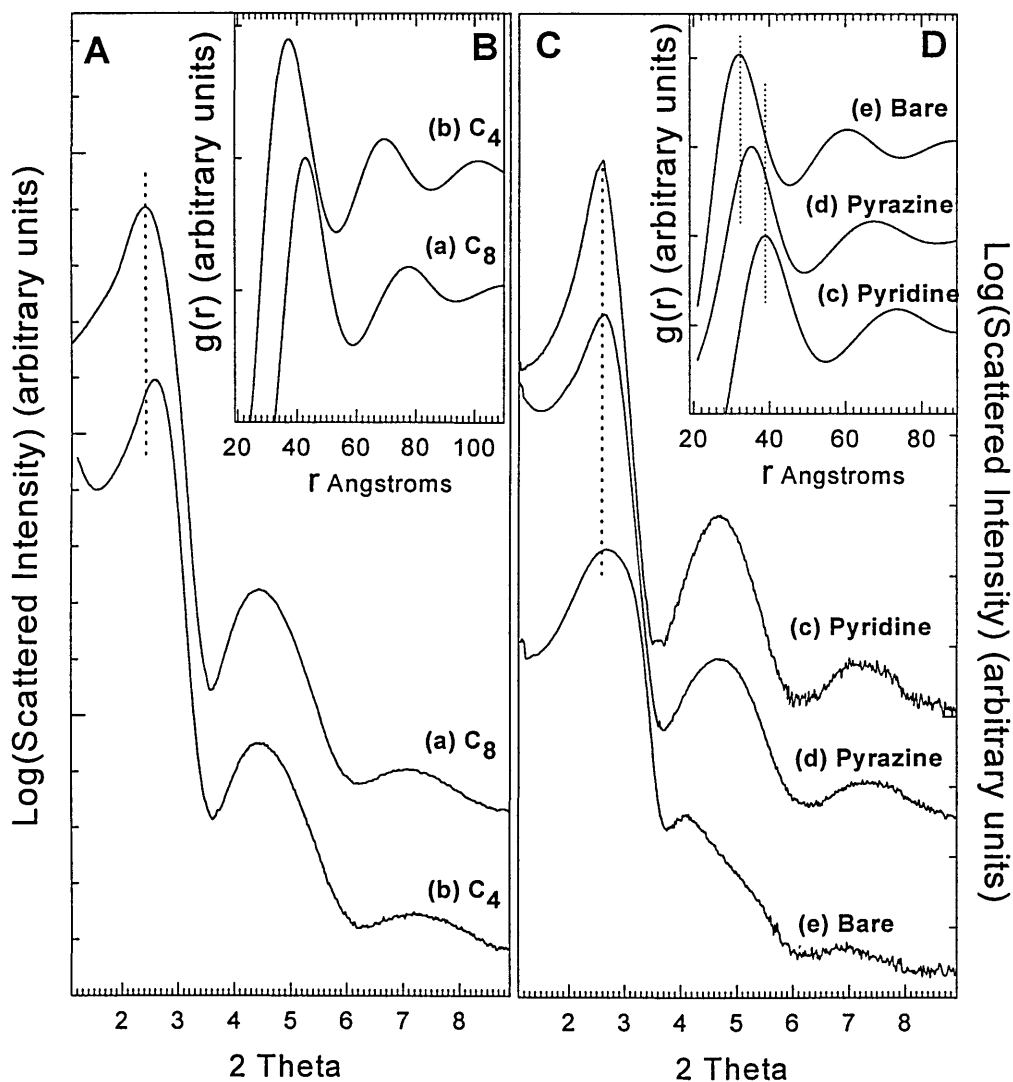 A
B
C
D
Log(Scattered Intensity) (arbitrary units)
g(r) (arbitrary units)
(b) C4
(a) C8
20 40 60 80 100
r Angstroms
(a) C8
(b) C4
2 3 4 5 6 7 8
2 Theta
g(r) (arbitrary units)
(e) Bare
(d) Pyrazine
(c) Pyridine
20 40 60 80
r Angstroms
(c) Pyridine
(d) Pyrazine
(e) Bare
2 3 4 5 6 7 8
2 Theta
Log(Scattered Intensity) (arbitrary units)